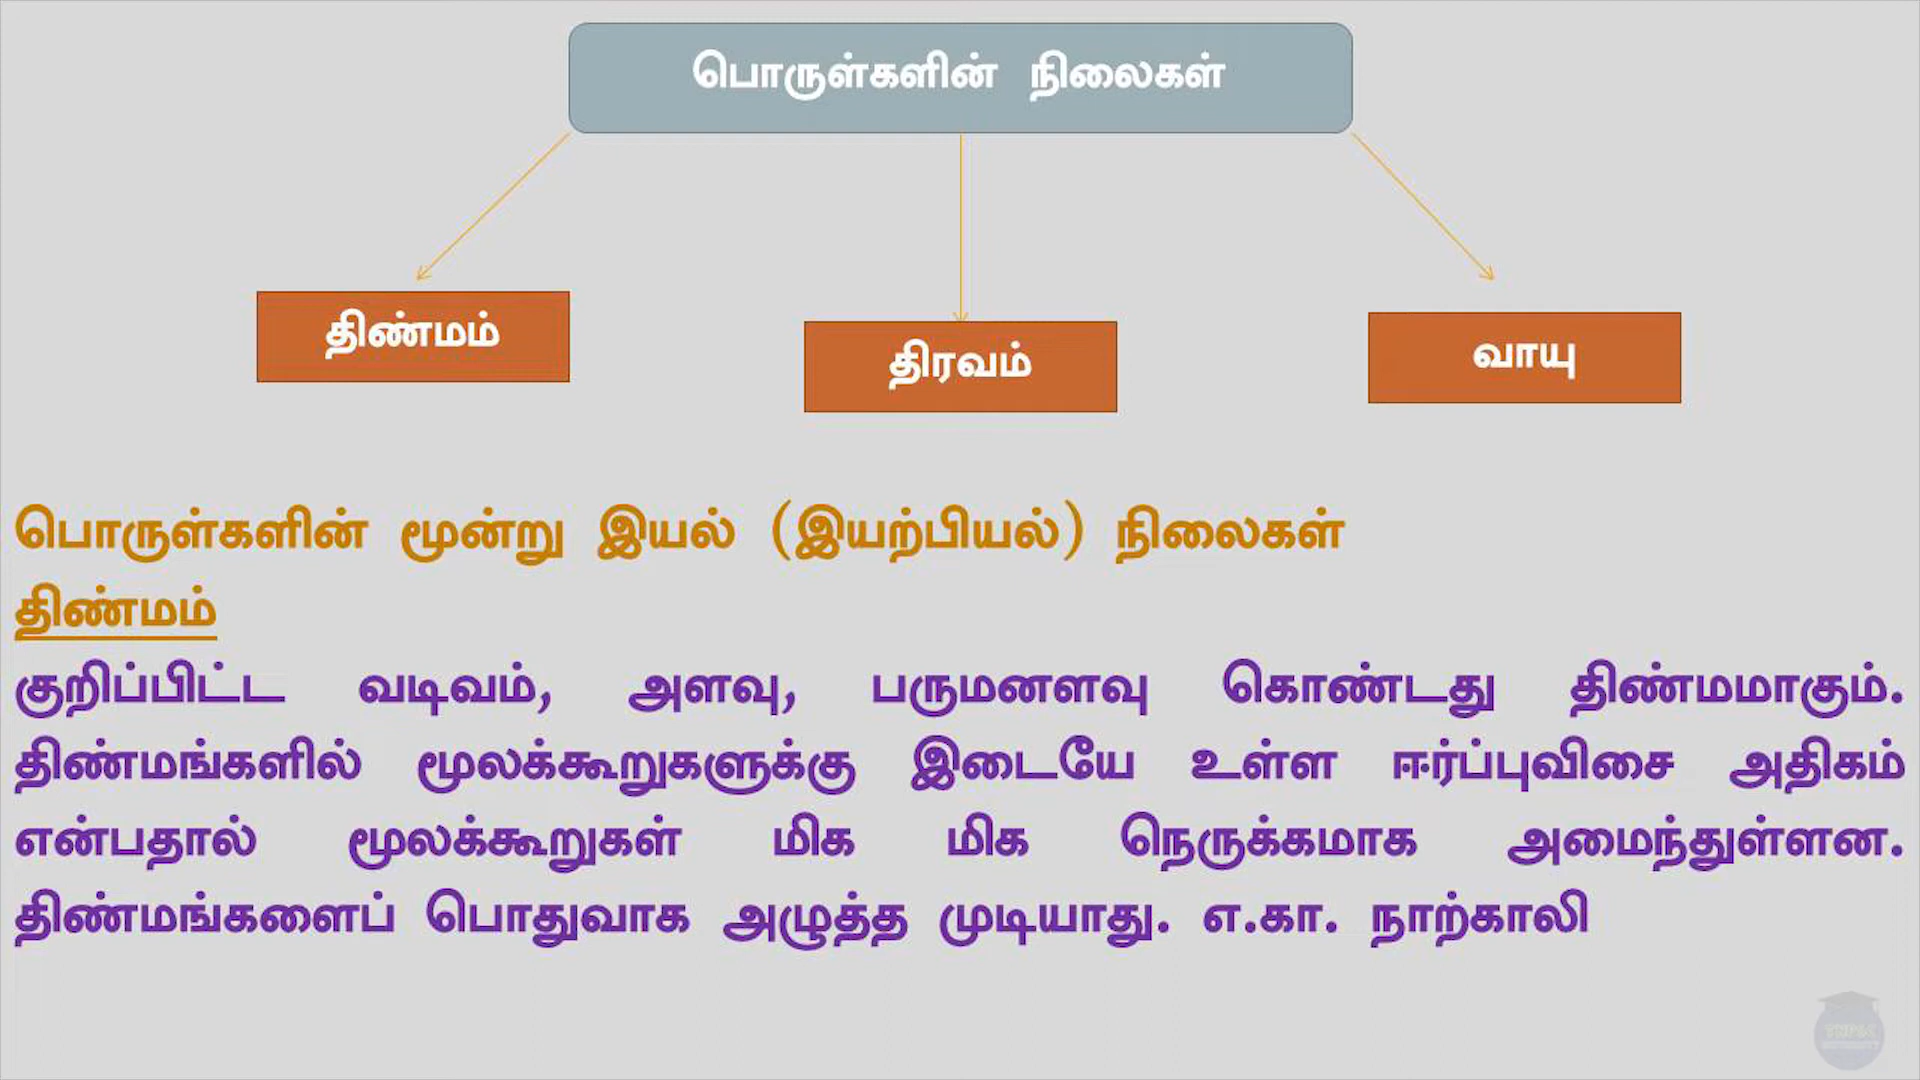 பொருள்களின் நிலைகள்
திண்மம்
திரவம்
வாயு
பொருள்களின் மூன்று இயல் (இயற்பியல்) நிலைகள்
திண்மம்
குறிப்பிட்ட வடிவம், அளவு, பருமனளவு கொண்டது திண்மமாகும்.
திண்மங்களில் மூலக்கூறுகளுக்கு இடையே உள்ள ஈர்ப்புவிசை அதிகம்
என்பதால் மூலக்கூறுகள் மிக மிக நெருக்கமாக அமைந்துள்ளன.
திண்மங்களைப் பொதுவாக அழுத்த முடியாது. எ.கா. நாற்காலி